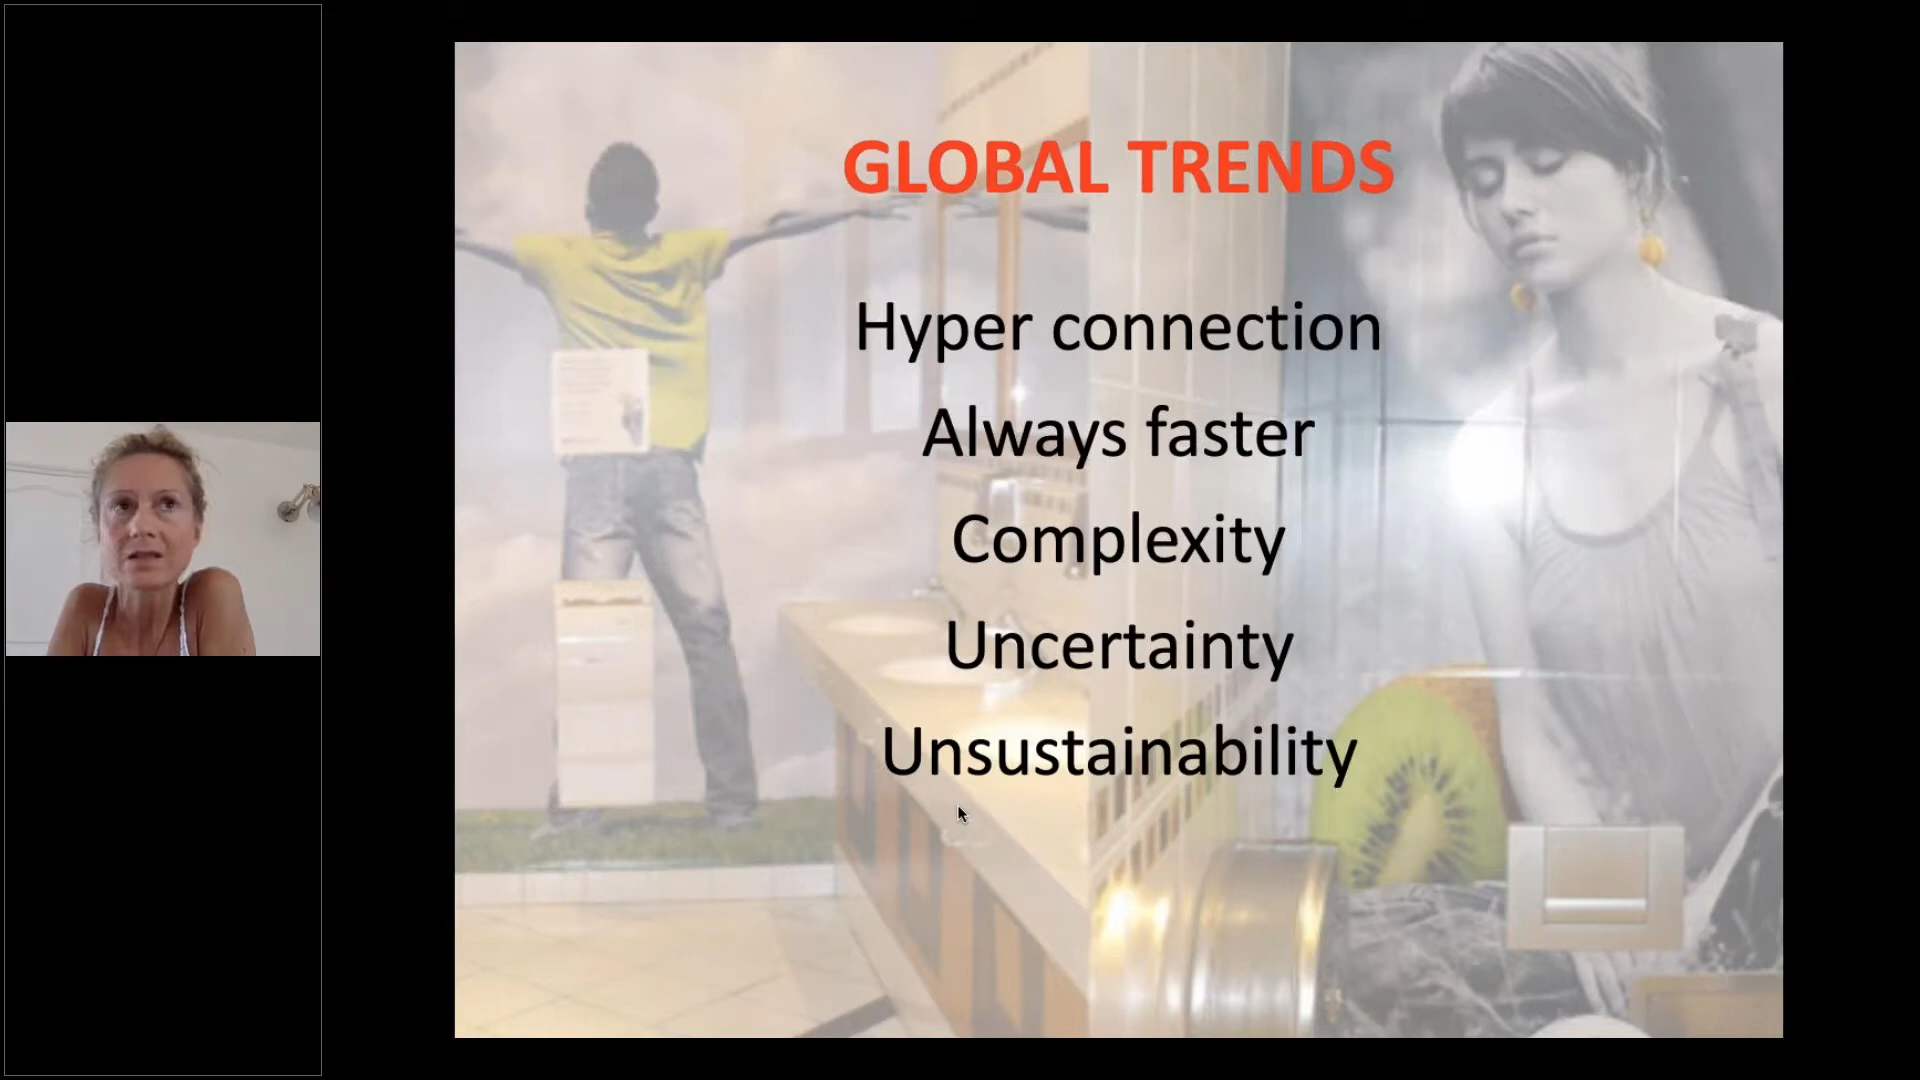 GLOBAL TRENDS
Hyper connection
Always faster
Complexity
Uncertainty
Unsustainability